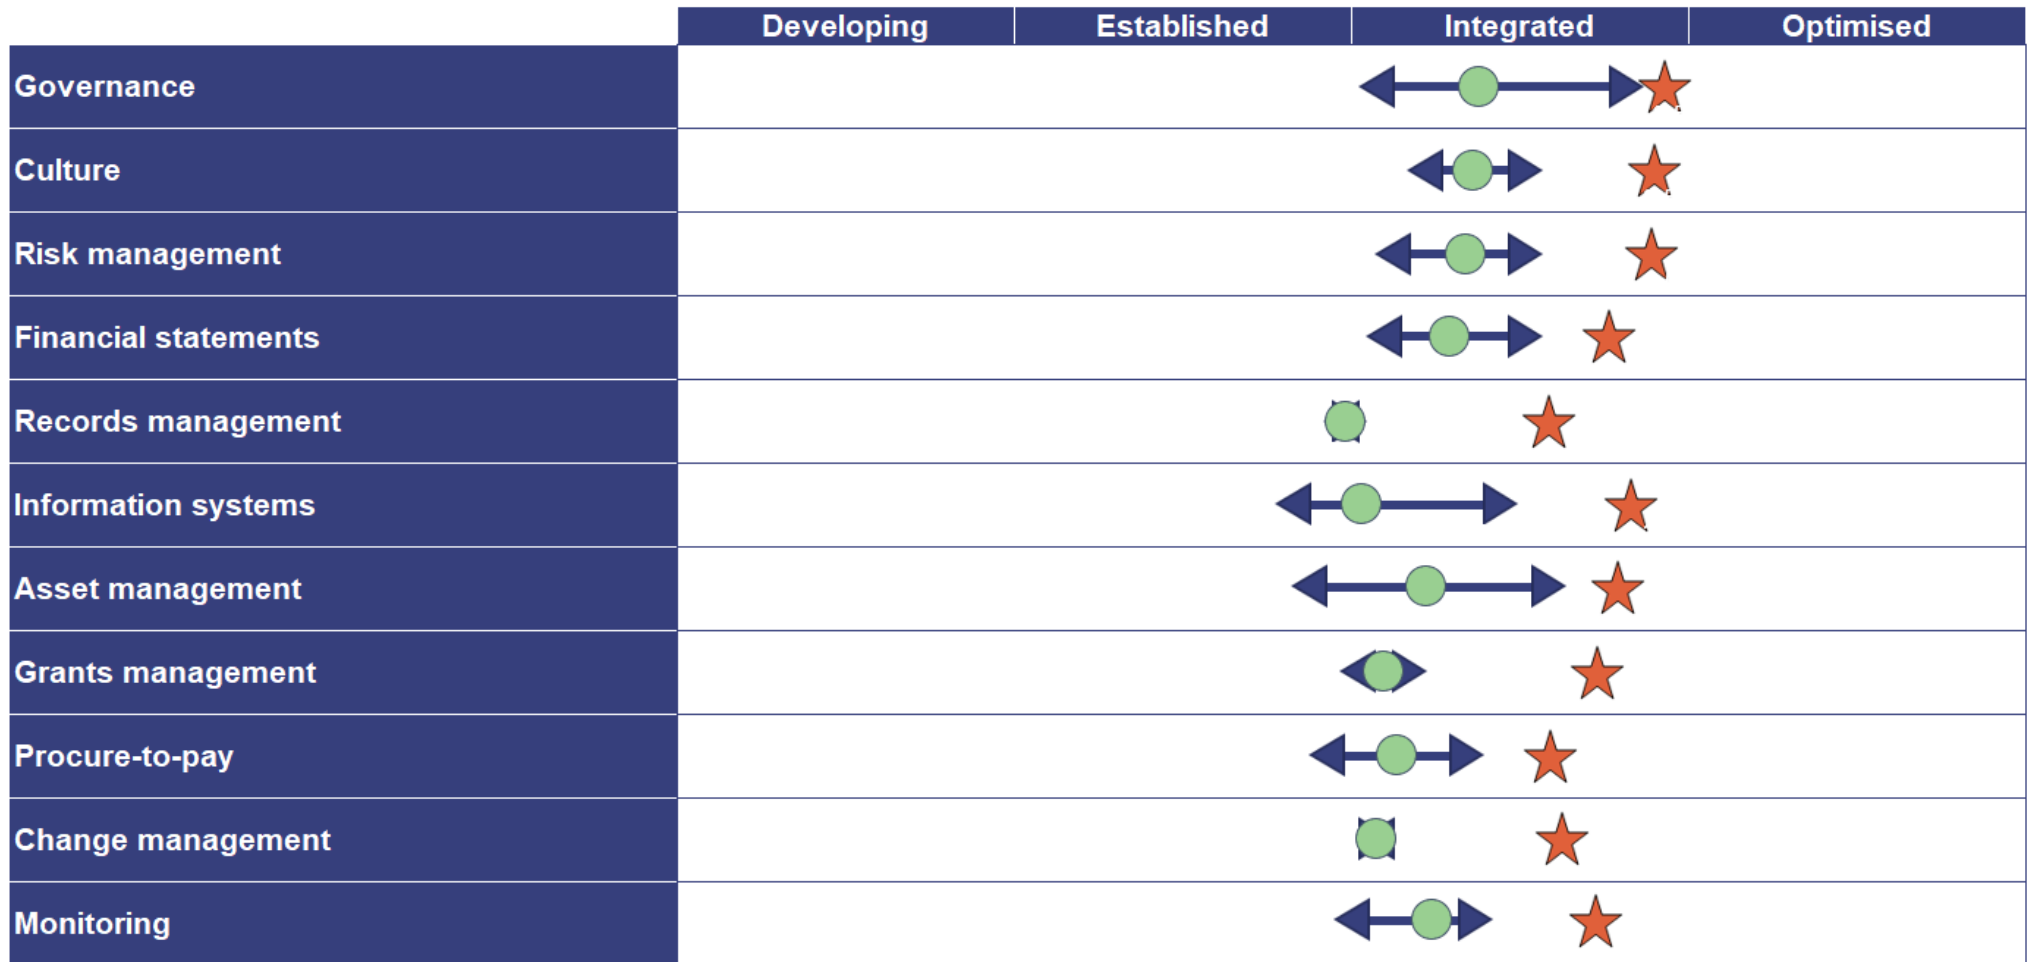 Developing Established Integrated Optimised
Governance
Culture
Risk management
Financial statements
Records management
Information systems
Asset management
Grants management
Procure-to-pay
Change management
Monitoring